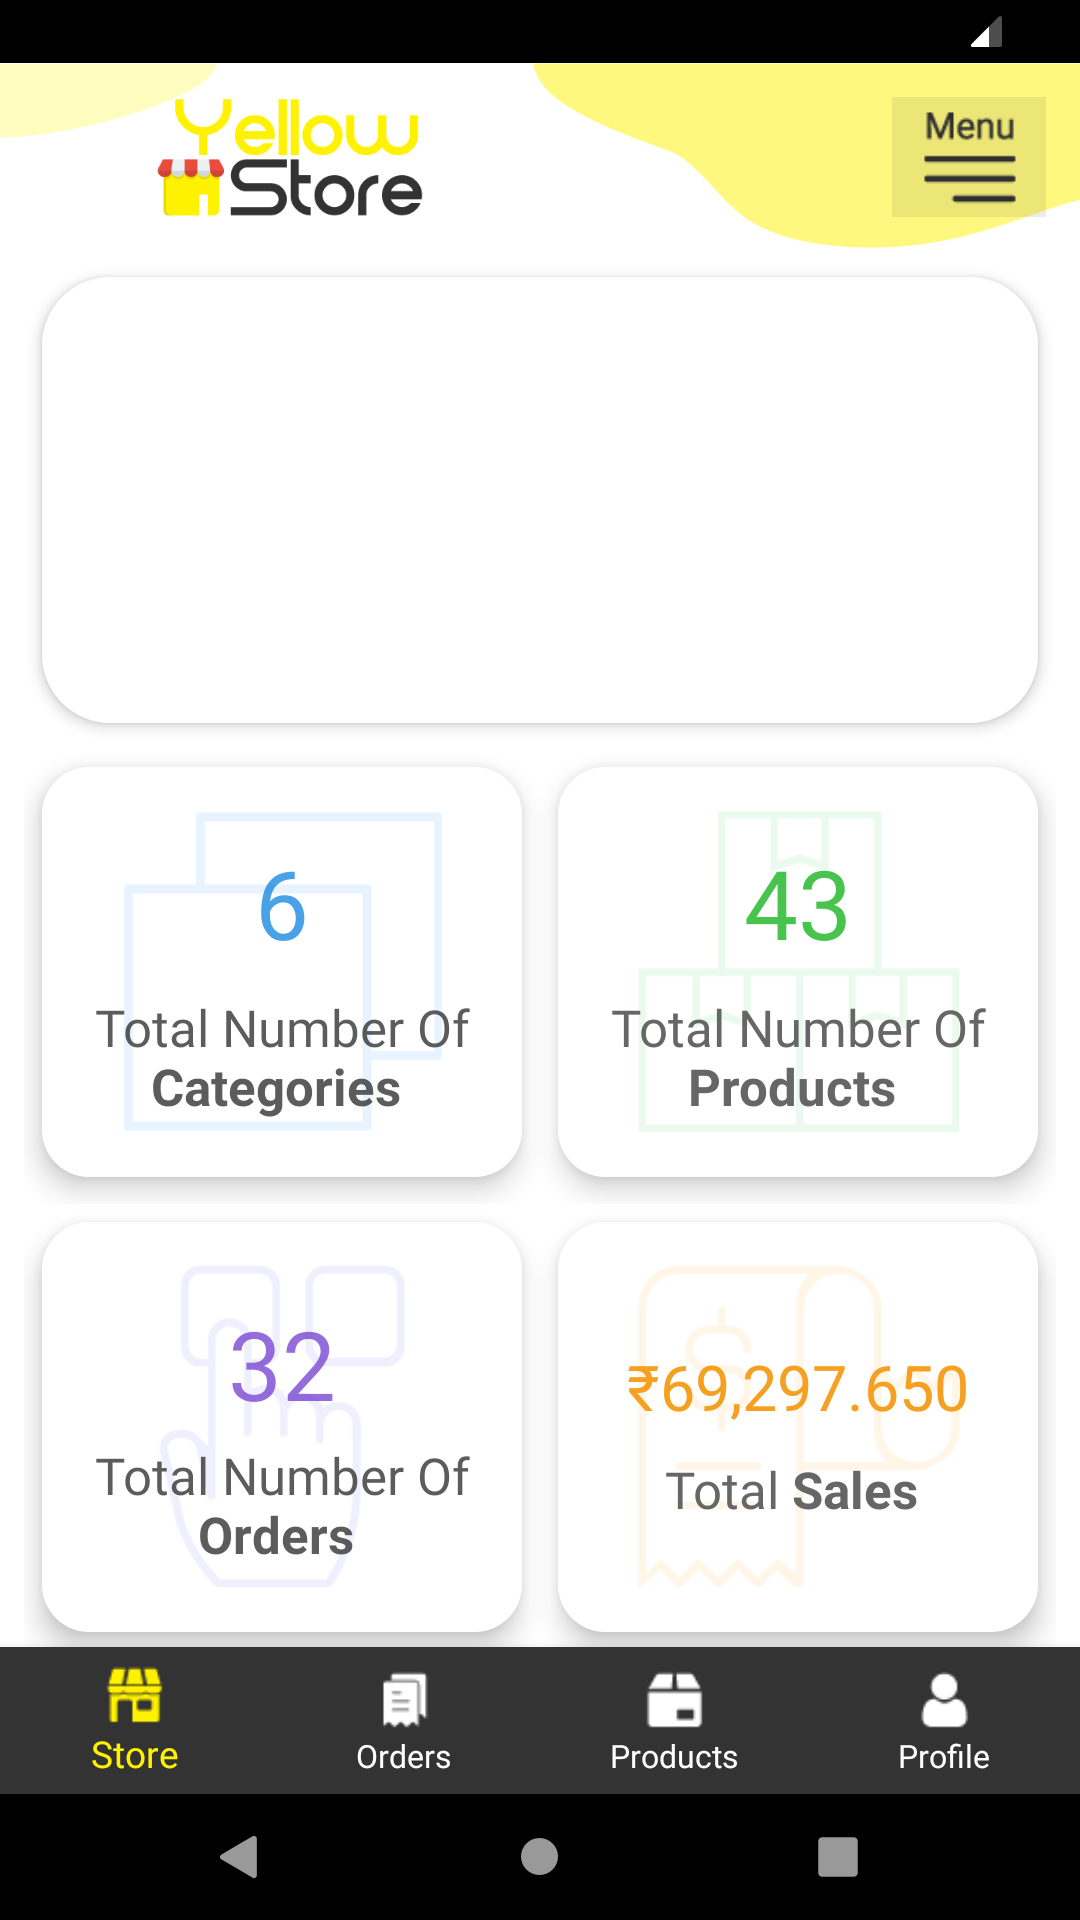 Yellow
Store
Menu
6
Total Number Of
Categories
43
Total Number Of
Products
32
Total Number Of
Orders
₹69,297.650
Total Sales
Store
Orders
Products
Profile